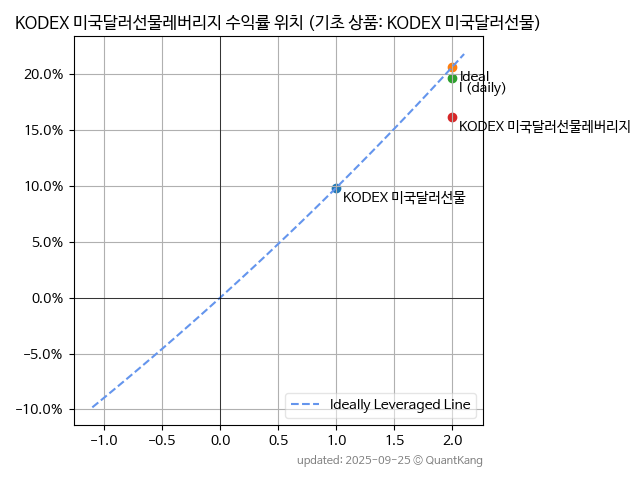 KODEX 미국달러선물레버리지 수익률 위치 (기초 상품: KODEX 미국달러선물)
20.0%
15.0%
10.0%
5.0%
0.0%
−5.0%
−10.0%
Ideal
I (daily)
KODEX 미국달러선물레버리지
KODEX 미국달러선물
Ideally Leveraged Line
−1.0
−0.5
0.0
0.5
1.0
1.5
2.0
updated: 2025-09-25 © QuantKang